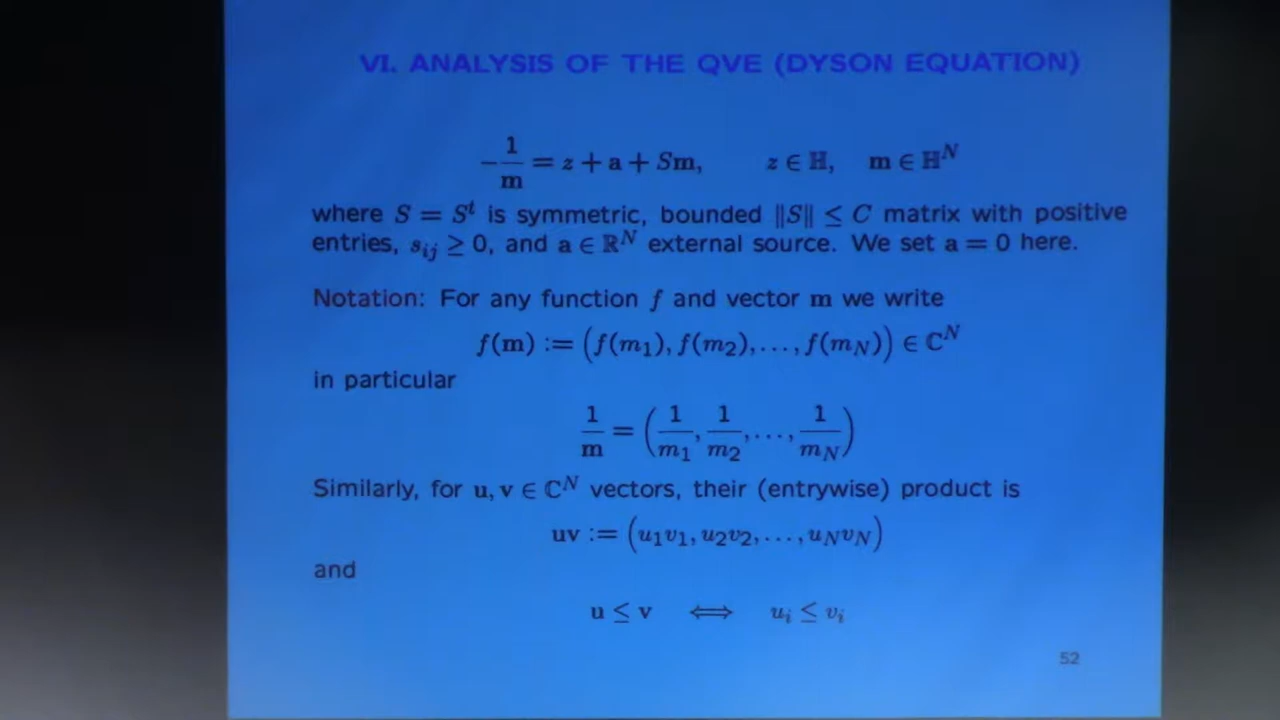 VI. ANALYSIS OF THE QVE (DYSON EQUATION)
−1/m = z + a + Sm, z ∈ ℍ, m ∈ ℍ^N
where S = S^t is symmetric, bounded ‖S‖ ≤ C matrix with positive
entries, s_ij ≥ 0, and a ∈ ℝ^N external source. We set a = 0 here.
Notation: For any function f and vector m we write
f(m) := (f(m_1), f(m_2), . . . , f(m_N)) ∈ ℂ^N
in particular
1/m = (1/m_1, 1/m_2, . . . , 1/m_N)
Similarly, for u, v ∈ ℂ^N vectors, their (entrywise) product is
uv := (u_1v_1, u_2v_2, . . . , u_Nv_N)
and
u ≤ v ⟺ u_i ≤ v_i
52